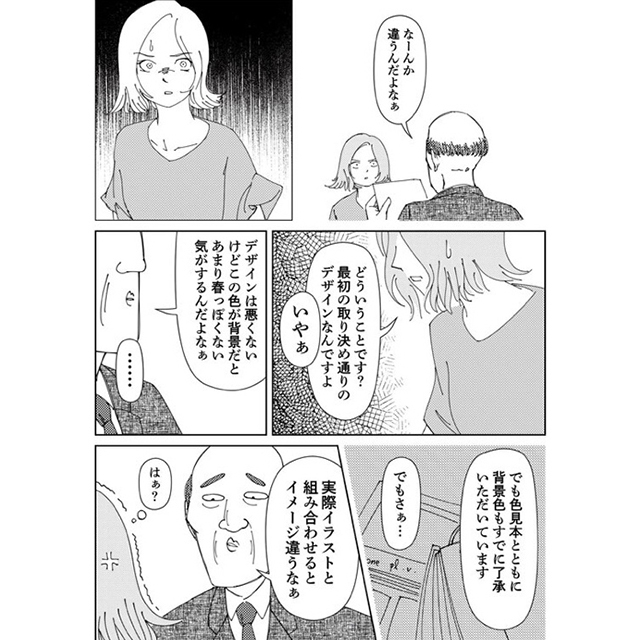 なーんか
違うんだよなぁ
どういうことです？
最初の取り決め通りの
デザインなんですよ
いやぁ
デザインは悪くない
けどこの色が背景だと
あまり春っぽくない
気がするんだよなぁ
……
でも色見本とともに
背景色もすでに了承
いただいています
でもさぁ…
実際イラストと
組み合わせると
イメージ違うなぁ
はぁ？